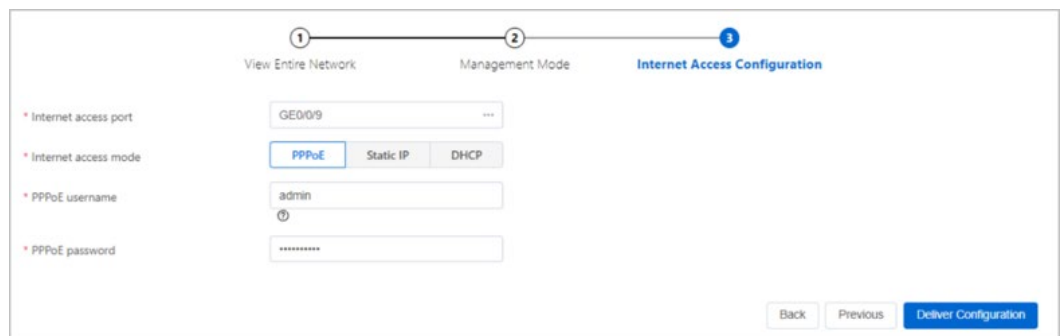 1 2 3
View Entire Network Management Mode Internet Access Configuration
* Internet access port GE0/0/9 ...
* Internet access mode PPPoE Static IP DHCP
* PPPoE username admin
?
* PPPoE password ••••••••••
Back Previous Deliver Configuration